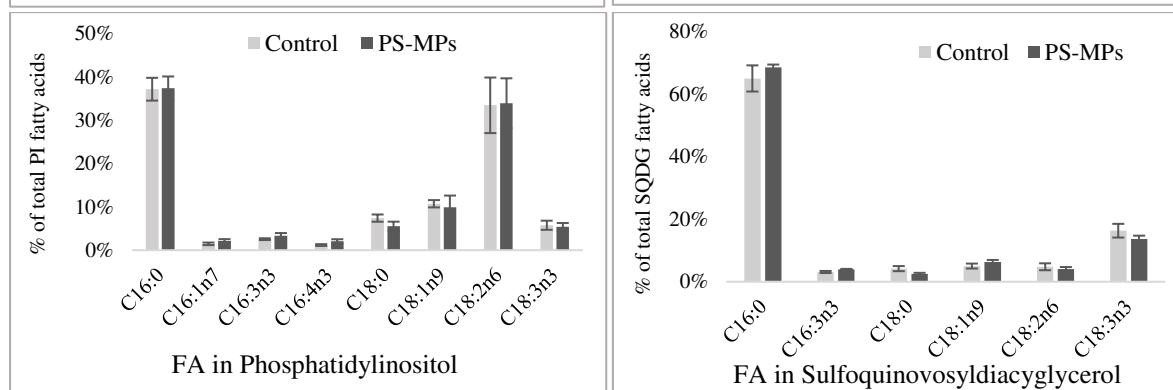 50%
40%
30%
20%
10%
0%
% of total PI fatty acids
Control PS-MPs
C16:0
C16:1n7
C16:3n3
C16:4n3
C18:0
C18:1n9
C18:2n6
C18:3n3
FA in Phosphatidylinositol
80%
60%
40%
20%
0%
% of total SQDG fatty acids
Control PS-MPs
C16:0
C16:3n3
C18:0
C18:1n9
C18:2n6
C18:3n3
FA in Sulfoquinovosyldiacyglycerol